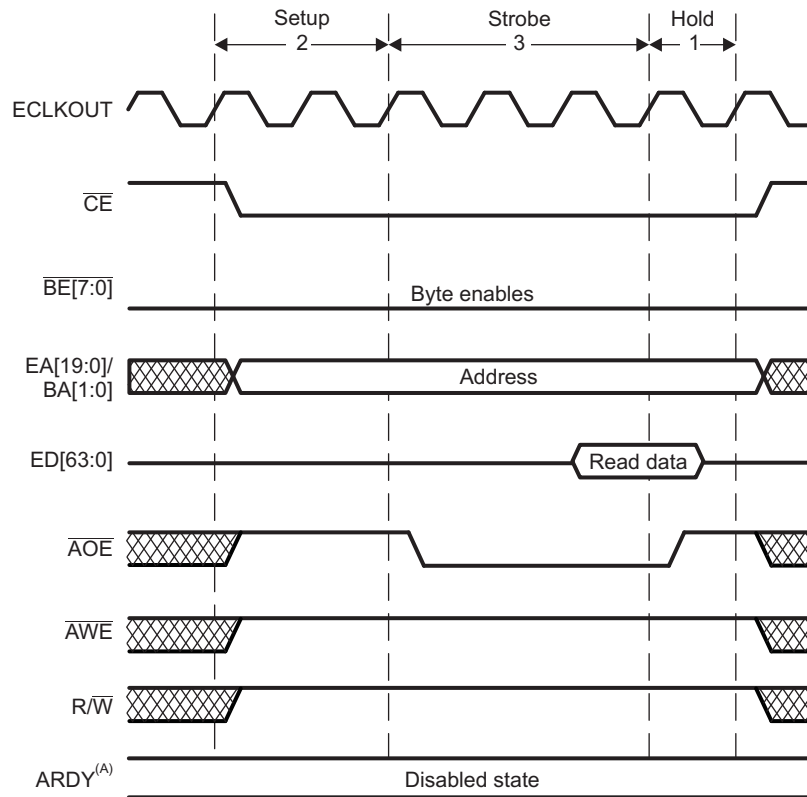 Setup
2
Strobe
3
Hold
1
ECLKOUT
CE
BE[7:0]
Byte enables
EA[19:0]/
BA[1:0]
Address
ED[63:0]
Read data
AOE
AWE
R/W
ARDY(A)
Disabled state